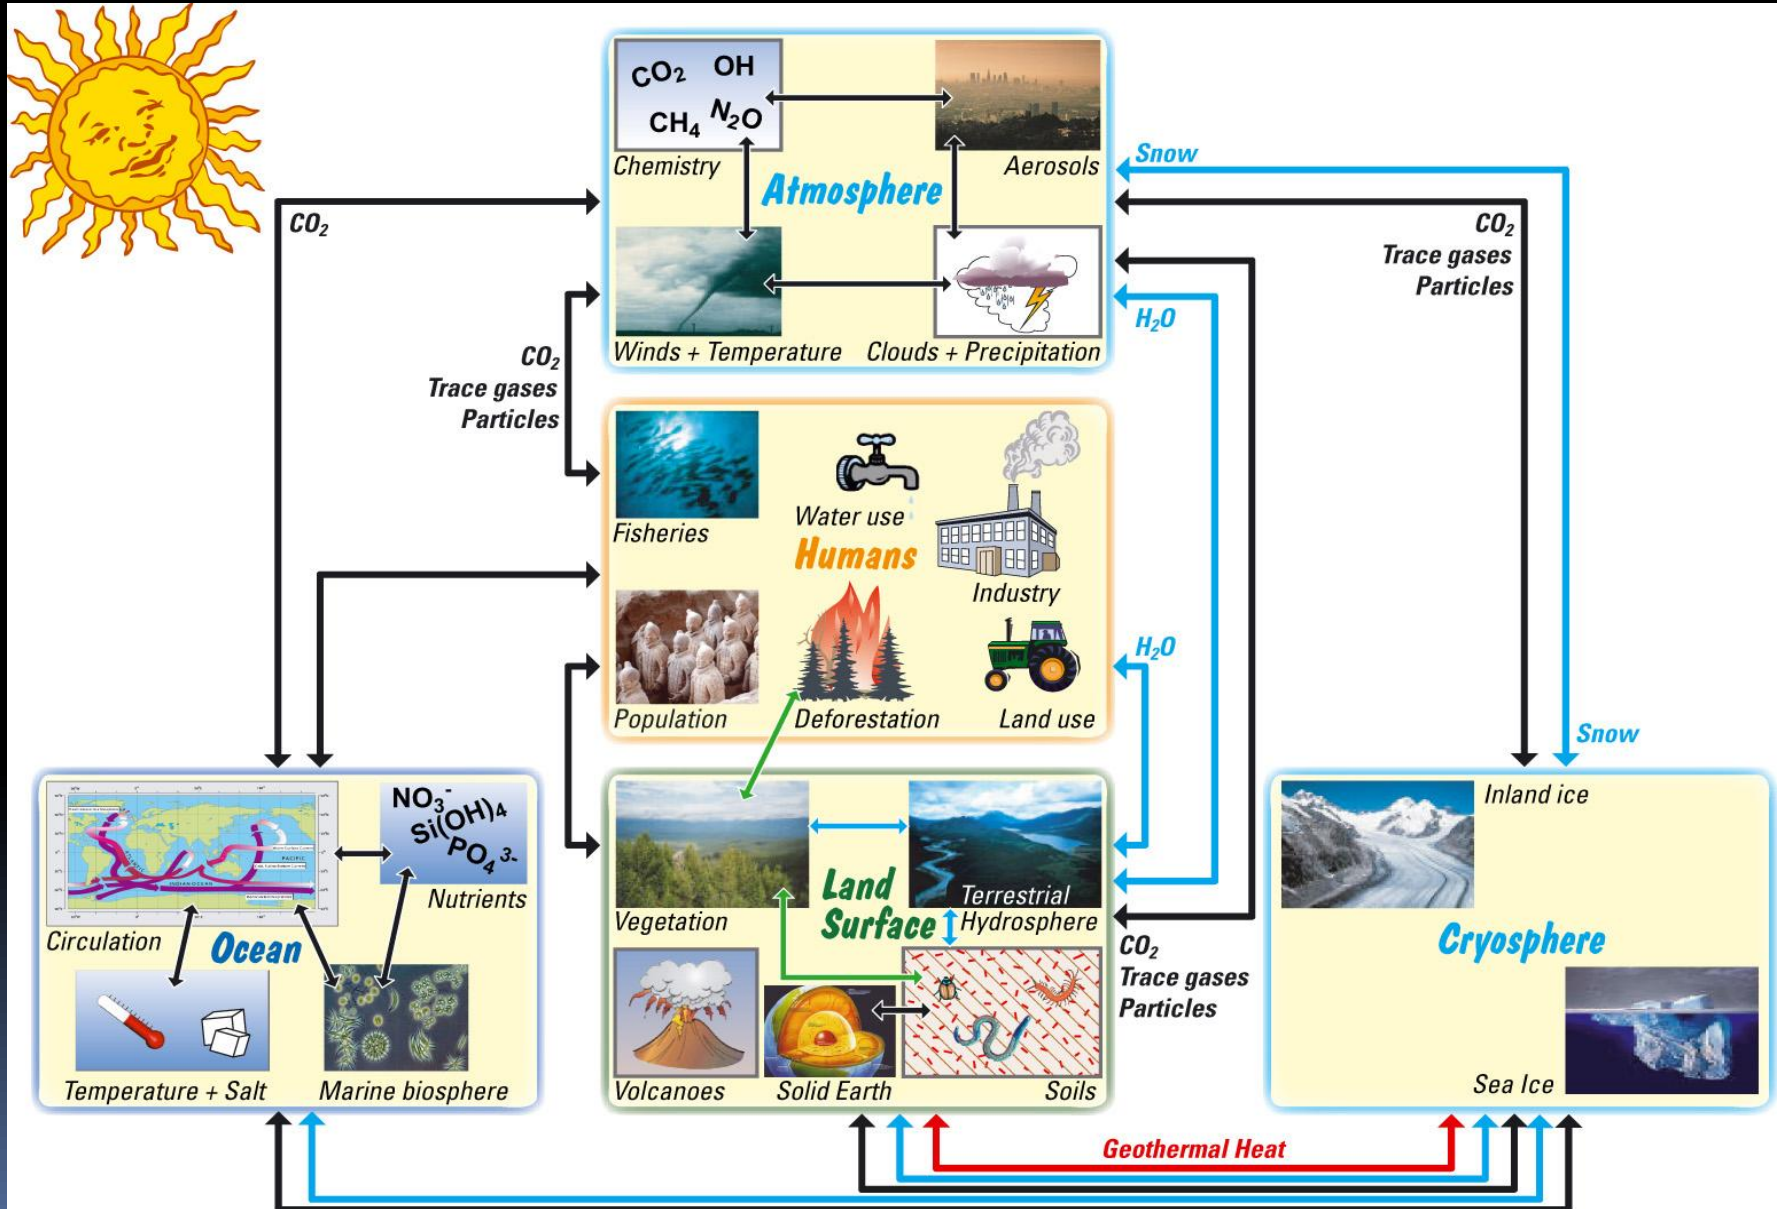 CO₂
OH
CH₄
N₂O
Chemistry
Aerosols
Atmosphere
Winds + Temperature
Clouds + Precipitation
CO₂
Snow
CO₂
Trace gases
Particles
H₂O
CO₂
Trace gases
Particles
Fisheries
Water use
Humans
Industry
Population
Deforestation
Land use
H₂O
Snow
NO₃⁻
Si(OH)₄
PO₄³⁻
Nutrients
Circulation
Ocean
PACIFIC
INDIAN OCEAN
Temperature + Salt
Marine biosphere
Vegetation
Land
Surface
Terrestrial
Hydrosphere
Volcanoes
Solid Earth
Soils
CO₂
Trace gases
Particles
Inland ice
Cryosphere
Sea Ice
Geothermal Heat